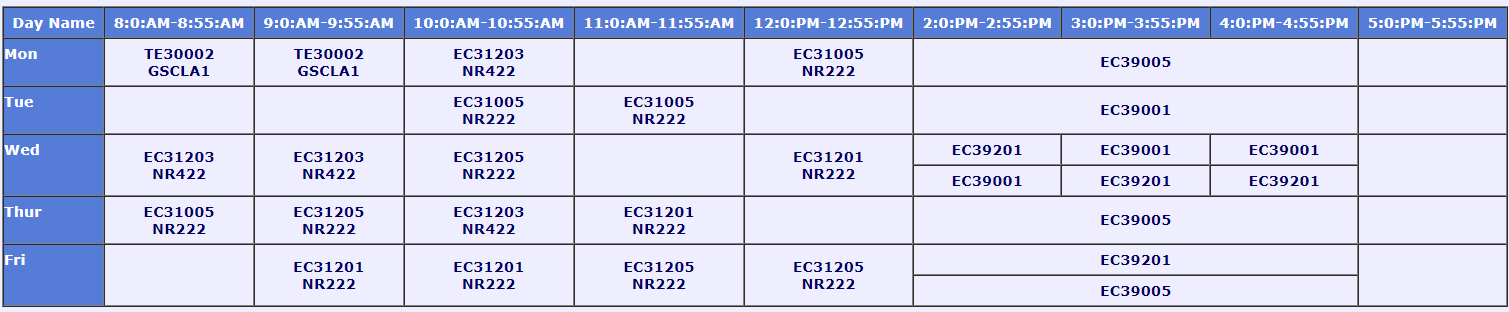 Day Name 8:0:AM-8:55:AM 9:0:AM-9:55:AM 10:0:AM-10:55:AM 11:0:AM-11:55:AM 12:0:PM-12:55:PM 2:0:PM-2:55:PM 3:0:PM-3:55:PM 4:0:PM-4:55:PM 5:0:PM-5:55:PM
Mon
TE30002 TE30002 EC31203 EC31005
GSCLA1 GSCLA1 NR422 NR222
EC39005
Tue
EC31005 EC31005
NR222 NR222
EC39001
Wed
EC31203 EC31203 EC31205 EC31201
NR422 NR422 NR222 NR222
EC39201 EC39001 EC39001
EC39001 EC39201 EC39201
Thur
EC31005 EC31205 EC31203 EC31201
NR222 NR222 NR422 NR222
EC39005
Fri
EC31201 EC31201 EC31205 EC31205
NR222 NR222 NR222 NR222
EC39201
EC39005